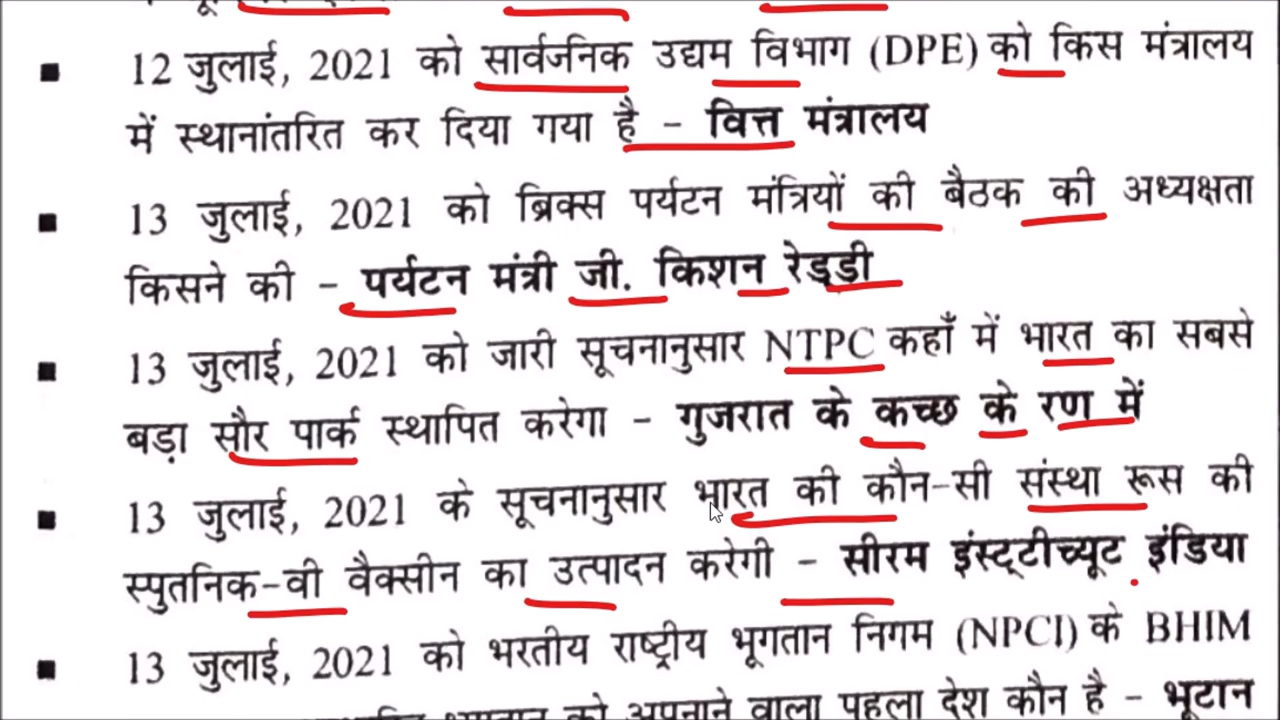 ■ 12 जुलाई, 2021 को सार्वजनिक उद्यम विभाग (DPE) को किस मंत्रालय
में स्थानांतरित कर दिया गया है - वित्त मंत्रालय
■ 13 जुलाई, 2021 को ब्रिक्स पर्यटन मंत्रियों की बैठक की अध्यक्षता
किसने की - पर्यटन मंत्री जी. किशन रेड्डी
■ 13 जुलाई, 2021 को जारी सूचनानुसार NTPC कहाँ में भारत का सबसे
बड़ा सौर पार्क स्थापित करेगा - गुजरात के कच्छ के रण में
■ 13 जुलाई, 2021 के सूचनानुसार भारत की कौन-सी संस्था रूस की
स्पुतनिक-वी वैक्सीन का उत्पादन करेगी - सीरम इंस्ट्टीच्यूट इंडिया
■ 13 जुलाई, 2021 को भरतीय राष्ट्रीय भूगतान निगम (NPCI) के BHIM
को अपनाने वाला पहला देश कौन है - भूटान